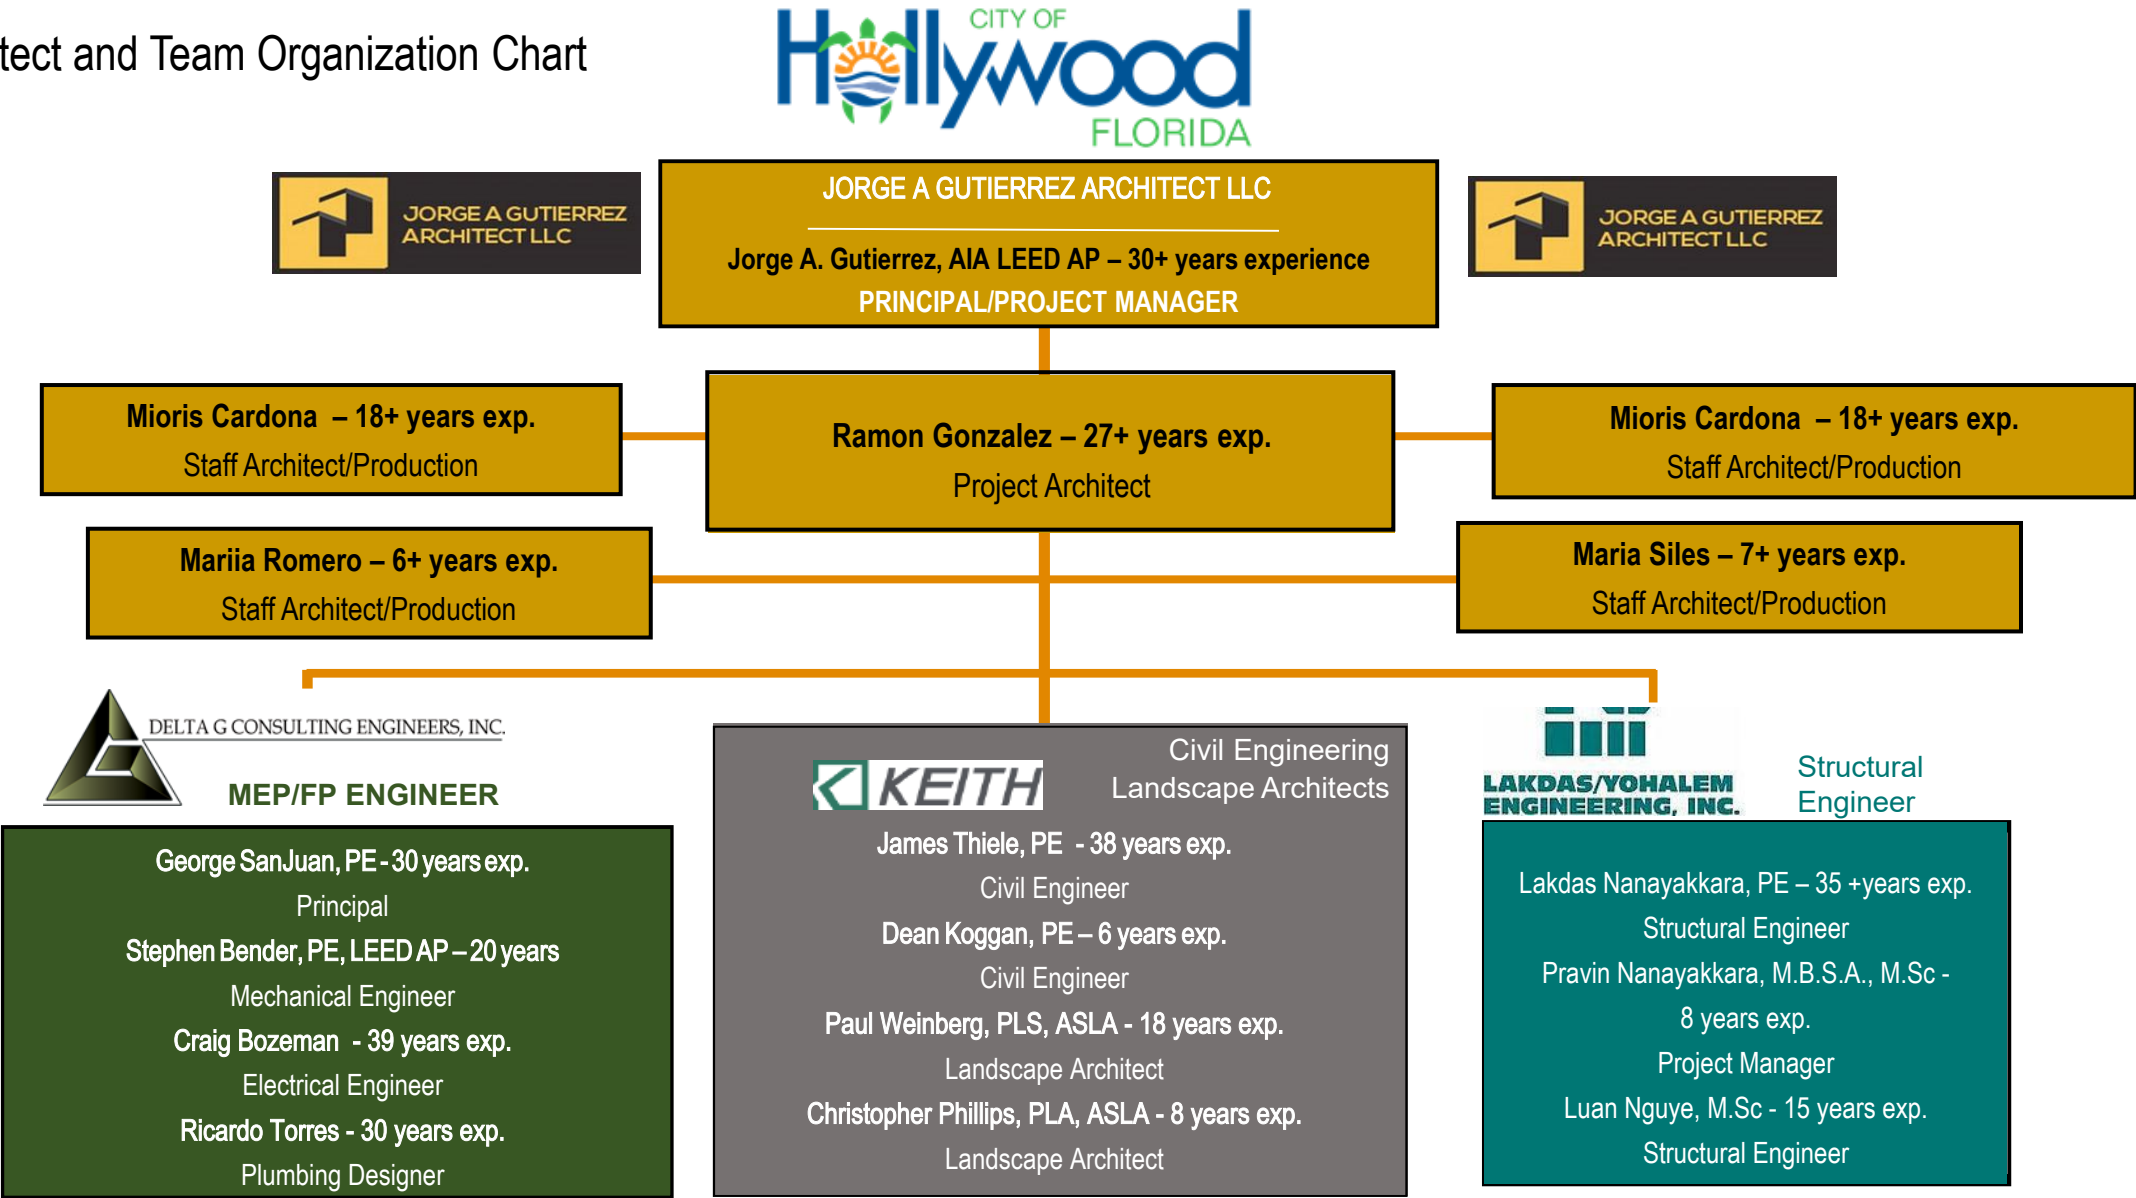 tect and Team Organization Chart
CITY OF
Hollywood
FLORIDA
JORGE A GUTIERREZ
ARCHITECT LLC
JORGE A GUTIERREZ ARCHITECT LLC
Jorge A. Gutierrez, AIA LEED AP – 30+ years experience
PRINCIPAL/PROJECT MANAGER
JORGE A GUTIERREZ
ARCHITECT LLC
Mioris Cardona – 18+ years exp.
Staff Architect/Production
Ramon Gonzalez – 27+ years exp.
Project Architect
Mioris Cardona – 18+ years exp.
Staff Architect/Production
Mariia Romero – 6+ years exp.
Staff Architect/Production
Maria Siles – 7+ years exp.
Staff Architect/Production
DELTA G CONSULTING ENGINEERS, INC.
MEP/FP ENGINEER
George SanJuan, PE - 30 years exp.
Principal
Stephen Bender, PE, LEED AP – 20 years
Mechanical Engineer
Craig Bozeman - 39 years exp.
Electrical Engineer
Ricardo Torres - 30 years exp.
Plumbing Designer
KEITH
Civil Engineering
Landscape Architects
James Thiele, PE - 38 years exp.
Civil Engineer
Dean Koggan, PE – 6 years exp.
Civil Engineer
Paul Weinberg, PLS, ASLA - 18 years exp.
Landscape Architect
Christopher Phillips, PLA, ASLA - 8 years exp.
Landscape Architect
LAKDAS/YOHALEM
ENGINEERING, INC.
Structural
Engineer
Lakdas Nanayakkara, PE – 35 +years exp.
Structural Engineer
Pravin Nanayakkara, M.B.S.A., M.Sc -
8 years exp.
Project Manager
Luan Nguye, M.Sc - 15 years exp.
Structural Engineer